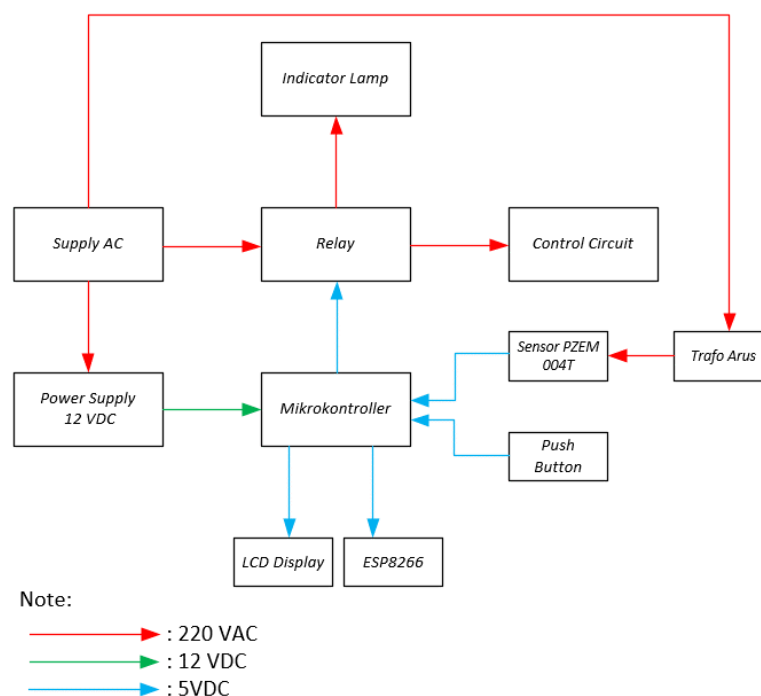 Indicator Lamp
Supply AC
Relay
Control Circuit
Sensor PZEM
004T
Trafo Arus
Power Supply
12 VDC
Mikrokontroller
Push
Button
LCD Display
ESP8266
Note:
: 220 VAC
: 12 VDC
: 5VDC